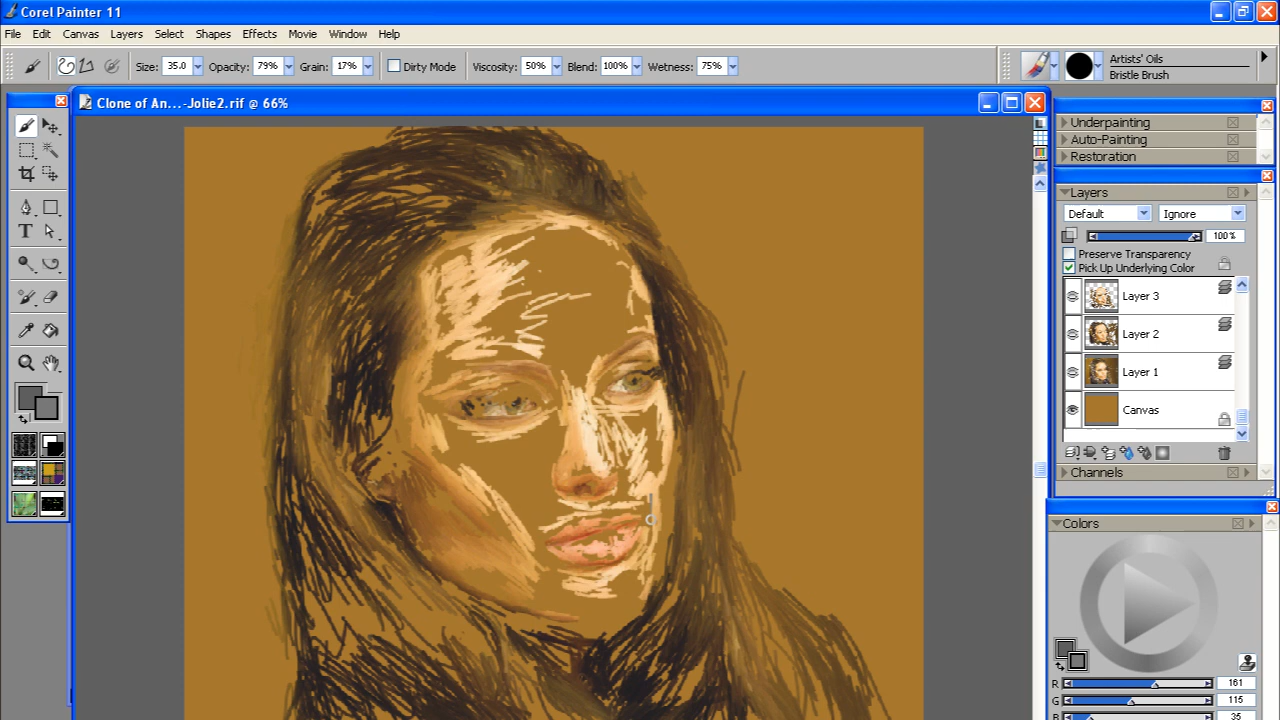 Corel Painter 11
File Edit Canvas Layers Select Shapes Effects Movie Window Help
Size: 35.0 Opacity: 79% Grain: 17% Dirty Mode Viscosity: 50% Blend: 100% Wetness: 75%
Artists' Oils
Bristle Brush
Clone of An...-Jolie2.rif @ 66%
Underpainting
Auto-Painting
Restoration
Layers
Default Ignore
100%
Preserve Transparency
Pick Up Underlying Color
Layer 3
Layer 2
Layer 1
Canvas
Channels
Colors
R 161
G 115
B 35